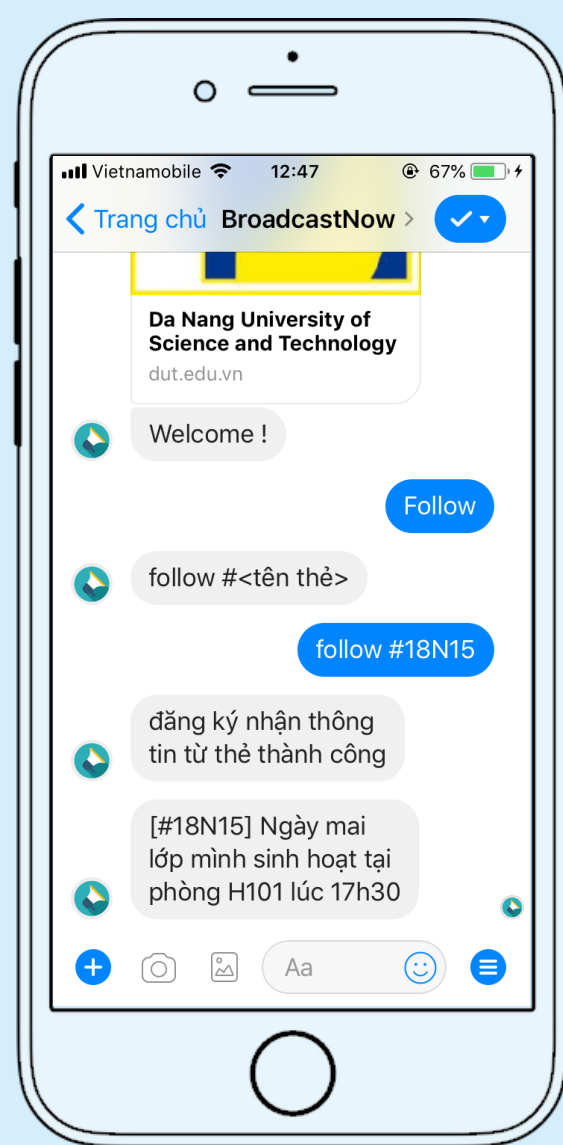 Vietnamobile 12:47 67%
Trang chủ BroadcastNow
Da Nang University of
Science and Technology
dut.edu.vn
Welcome !
Follow
follow #<tên thẻ>
follow #18N15
đăng ký nhận thông
tin từ thẻ thành công
[#18N15] Ngày mai
lớp mình sinh hoạt tại
phòng H101 lúc 17h30
Aa